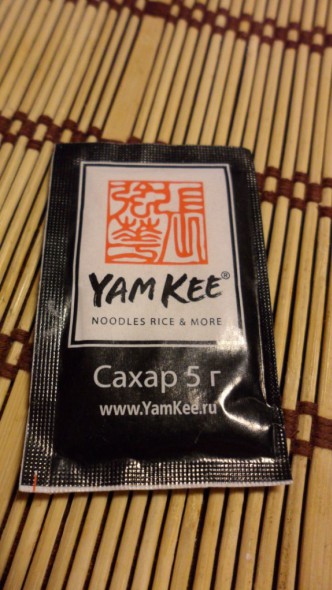 YAM KEE®
NOODLES RICE & MORE
Сахар 5 г
www.YamKee.ru